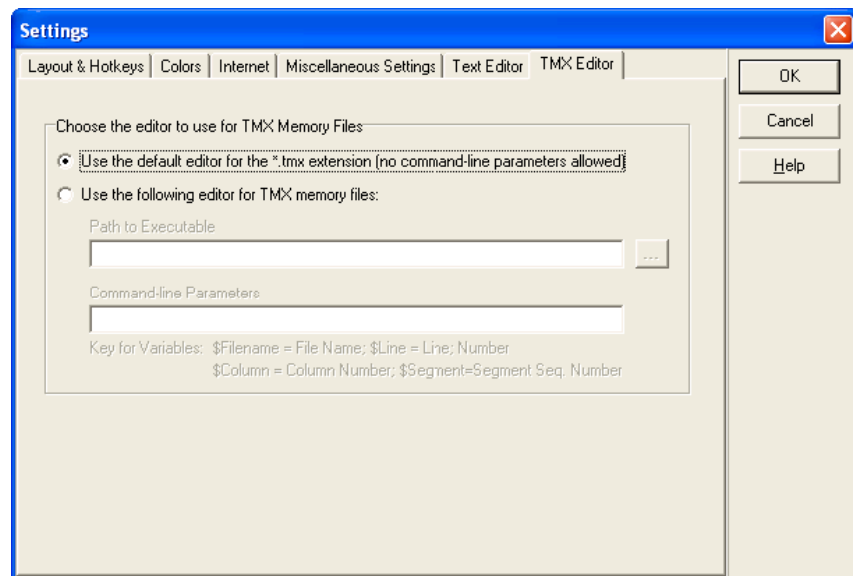 Settings
Layout & Hotkeys Colors Internet Miscellaneous Settings Text Editor TMX Editor
OK
Cancel
Help
Choose the editor to use for TMX Memory Files
Use the default editor for the *.tmx extension (no command-line parameters allowed)
Use the following editor for TMX memory files:
Path to Executable
...
Command-line Parameters
Key for Variables: $Filename = File Name; $Line = Line; Number
$Column = Column Number; $Segment=Segment Seq. Number